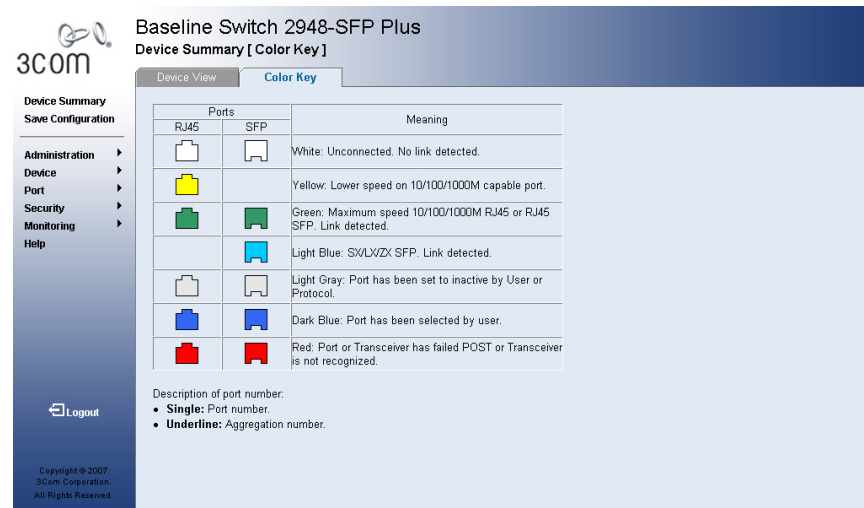 3COM
Baseline Switch 2948-SFP Plus
Device Summary [ Color Key ]
Device View
Color Key
Device Summary
Save Configuration
Administration
Device
Port
Security
Monitoring
Help
Logout
Copyright © 2007
3Com Corporation.
All Rights Reserved.
Ports
Meaning
RJ45
SFP
White: Unconnected. No link detected.
Yellow: Lower speed on 10/100/1000M capable port.
Green: Maximum speed 10/100/1000M RJ45 or RJ45
SFP. Link detected.
Light Blue: SX/LX/ZX SFP. Link detected.
Light Gray: Port has been set to inactive by User or
Protocol.
Dark Blue: Port has been selected by user.
Red: Port or Transceiver has failed POST or Transceiver
is not recognized.
Description of port number:
• Single: Port number.
• Underline: Aggregation number.